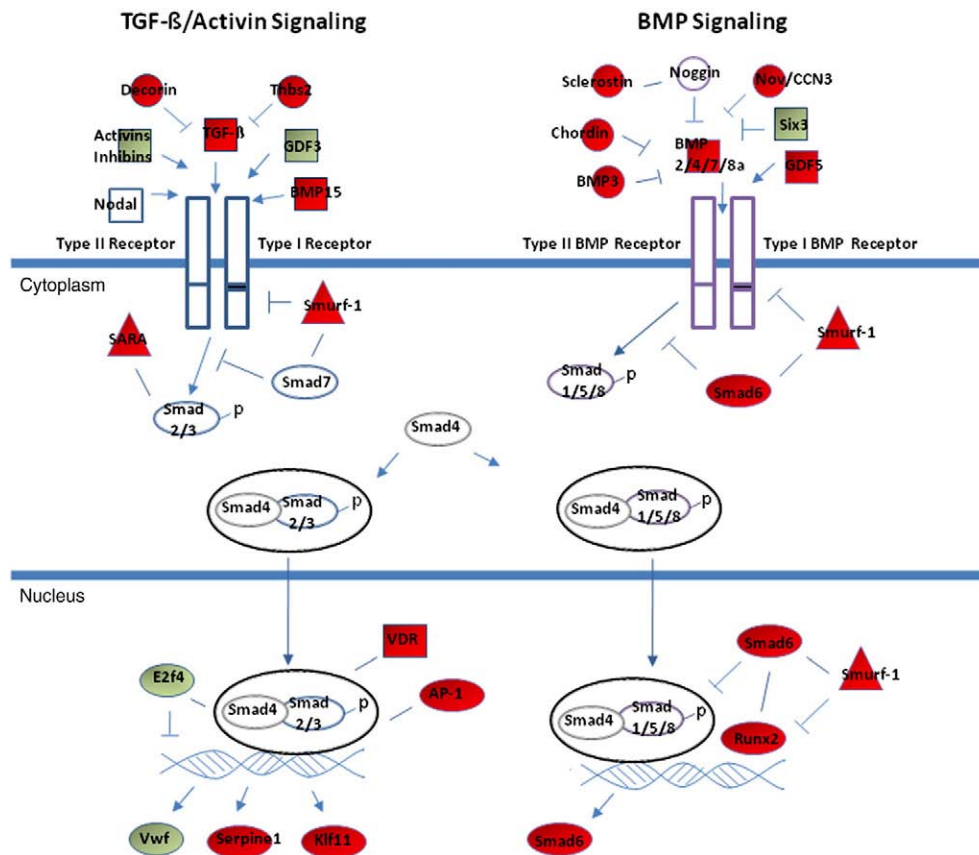 TGF-ß/Activin Signaling
BMP Signaling
Decorin
Thbs2
TGF-ß
Activins
Inhibins
GDF3
Nodal
BMP15
Type II Receptor
Type I Receptor
Sclerostin
Noggin
Nov/CCN3
Chordin
Six3
BMP
2/4/7/8a
BMP3
GDF5
Type II BMP Receptor
Type I BMP Receptor
Cytoplasm
Smurf-1
SARA
Smad7
Smad
2/3
p
Smurf-1
Smad
1/5/8
p
Smad6
Smad4
Smad4
Smad
2/3
p
Smad4
Smad
1/5/8
p
Nucleus
VDR
E2f4
AP-1
Smad4
Smad
2/3
p
Smad6
Smurf-1
Smad4
Smad
1/5/8
p
Runx2
Vwf
Serpine1
Klf11
Smad6